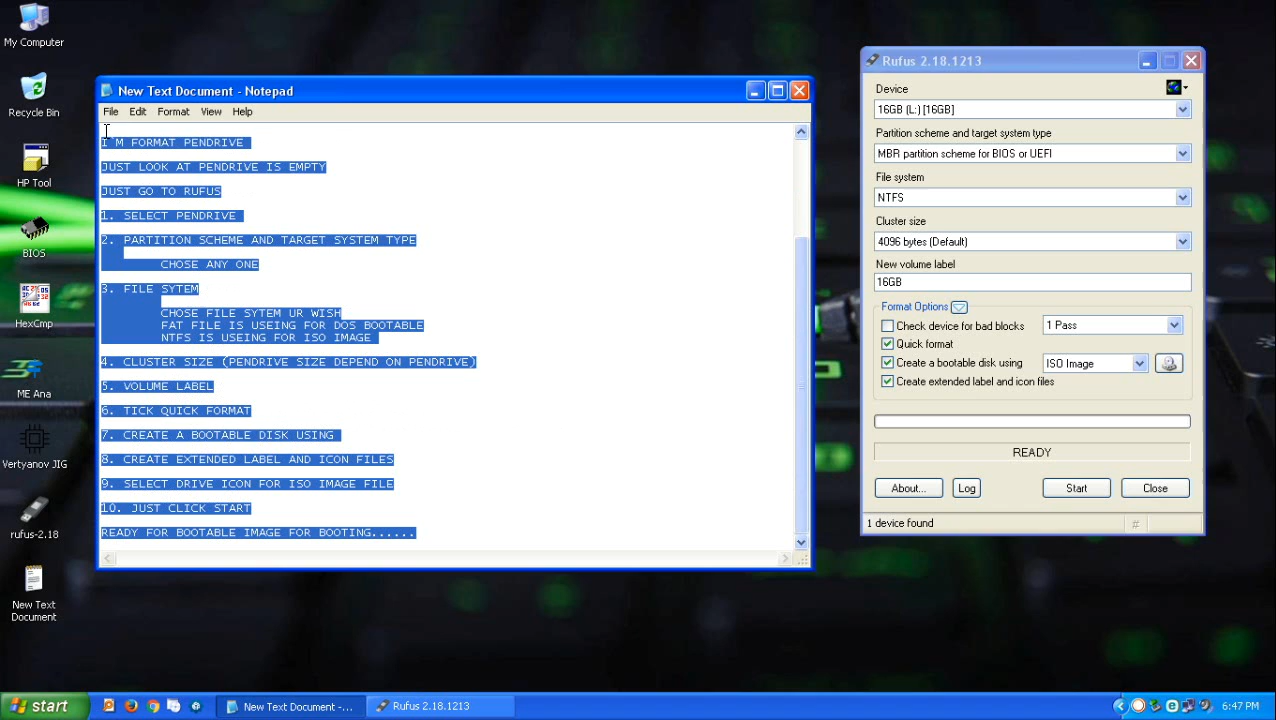 My Computer
Recycle Bin
HP Tool
BIOS
HexCmp
ME Ana
Vertyanov JIG
rufus-2.18
New Text
Document
New Text Document - Notepad
File Edit Format View Help
I`M FORMAT PENDRIVE
JUST LOOK AT PENDRIVE IS EMPTY
JUST GO TO RUFUS
1. SELECT PENDRIVE
2. PARTITION SCHEME AND TARGET SYSTEM TYPE
CHOSE ANY ONE
3. FILE SYTEM
CHOSE FILE SYTEM UR WISH
FAT FILE IS USEING FOR DOS BOOTABLE
NTFS IS USEING FOR ISO IMAGE
4. CLUSTER SIZE (PENDRIVE SIZE DEPEND ON PENDRIVE)
5. VOLUME LABEL
6. TICK QUICK FORMAT
7. CREATE A BOOTABLE DISK USING
8. CREATE EXTENDED LABEL AND ICON FILES
9. SELECT DRIVE ICON FOR ISO IMAGE FILE
10. JUST CLICK START
READY FOR BOOTABLE IMAGE FOR BOOTING......
Rufus 2.18.1213
Device
16GB (L:) [16GB]
Partition scheme and target system type
MBR partition scheme for BIOS or UEFI
File system
NTFS
Cluster size
4096 bytes (Default)
New volume label
16GB
Format Options
Check device for bad blocks 1 Pass
Quick format
Create a bootable disk using ISO Image
Create extended label and icon files
READY
About... Log Start Close
1 device found #
start New Text Document - ... Rufus 2.18.1213 6:47 PM